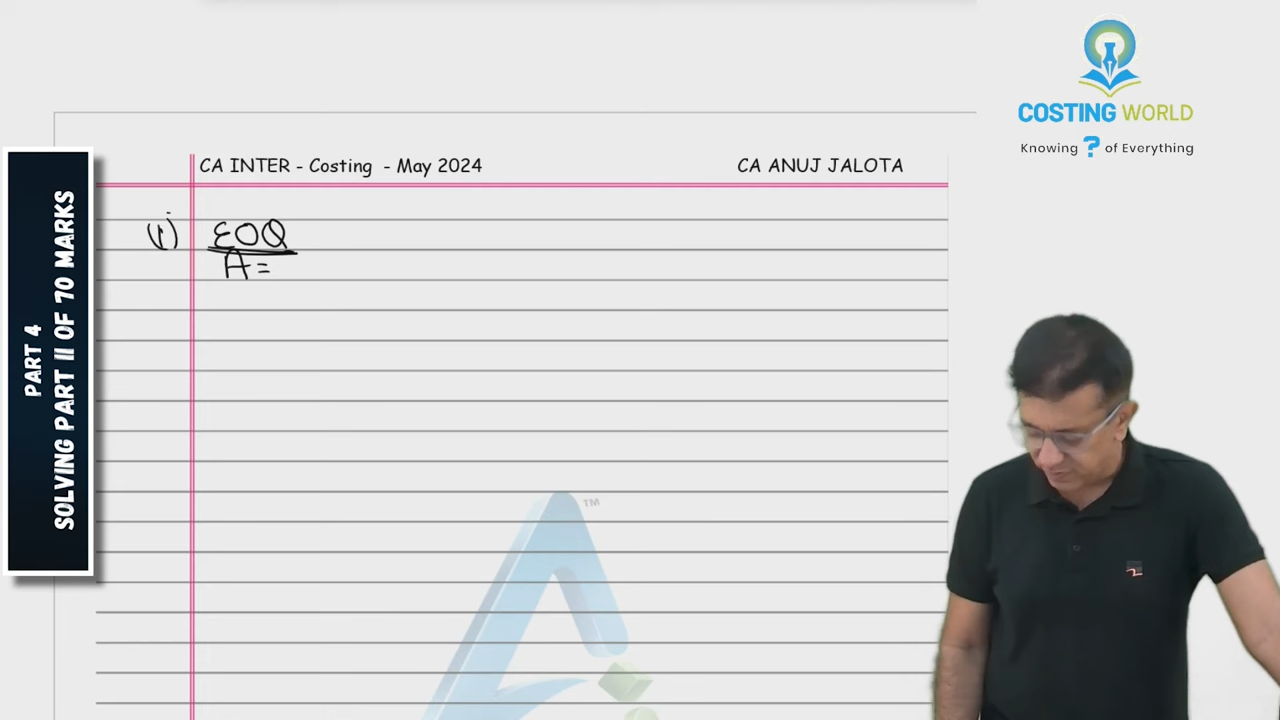 COSTING WORLD
Knowing ? of Everything
CA INTER - Costing - May 2024
CA ANUJ JALOTA
PART 4
SOLVING PART II OF 70 MARKS
(i) EOQ
A =
TM